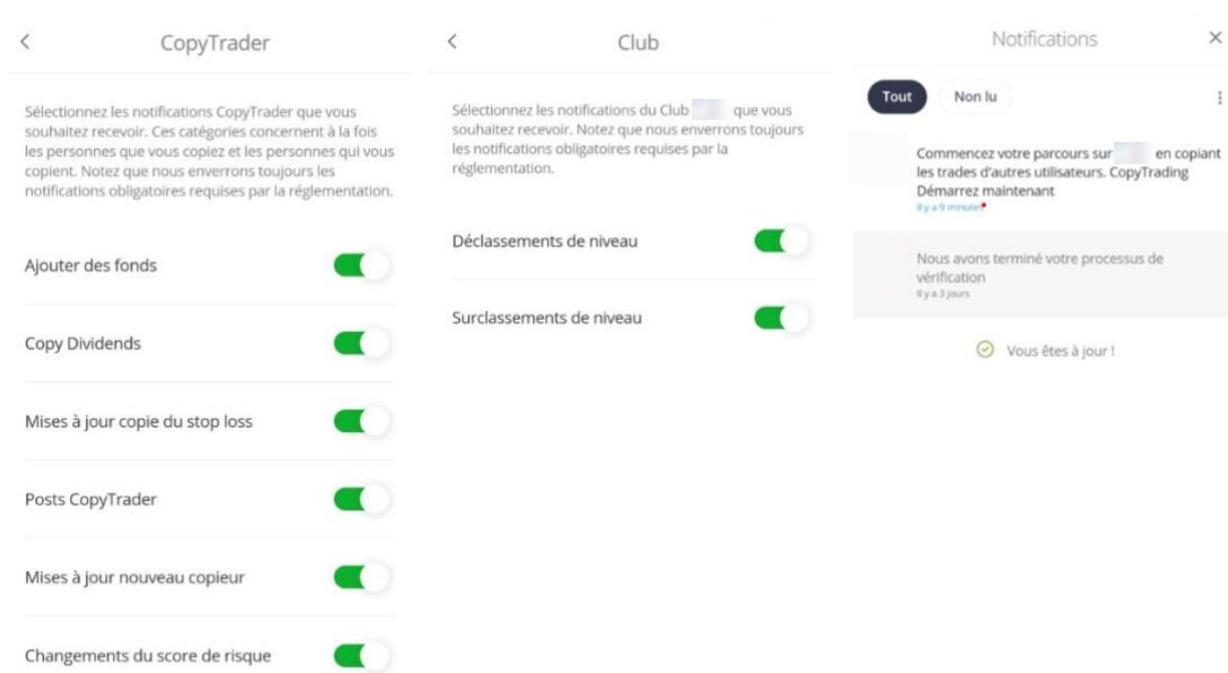 CopyTrader
Sélectionnez les notifications CopyTrader que vous
souhaitez recevoir. Ces catégories concernent à la fois
les personnes que vous copiez et les personnes qui vous
copient. Notez que nous enverrons toujours les
notifications obligatoires requises par la réglementation.
Ajouter des fonds
Copy Dividends
Mises à jour copie du stop loss
Posts CopyTrader
Mises à jour nouveau copieur
Changements du score de risque
Club
Sélectionnez les notifications du Club que vous
souhaitez recevoir. Notez que nous enverrons toujours
les notifications obligatoires requises par la
réglementation.
Déclassements de niveau
Surclassements de niveau
Notifications
Tout
Non lu
Commencez votre parcours sur en copiant
les trades d'autres utilisateurs. CopyTrading
Démarrez maintenant
Il y a 9 minutes
Nous avons terminé votre processus de
vérification
Il y a 3 jours
Vous êtes à jour !